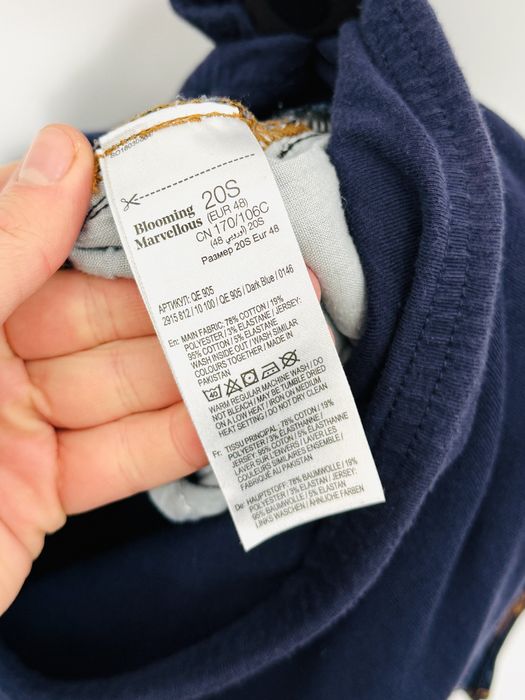 Blooming
Marvellous
20S
(EUR 48)
CN 170/106C
20S (اوروبي 48)
Размер 20S Eur 48
АРТИКУЛ: QE 905
2915 812 / 10 100 / QE 905 / Dark Blue / 0146
En: MAIN FABRIC: 78% COTTON / 19%
POLYESTER / 3% ELASTANE / JERSEY:
95% COTTON / 5% ELASTANE
WASH INSIDE OUT / WASH SIMILAR
COLOURS TOGETHER / MADE IN
PAKISTAN
WARM REGULAR MACHINE WASH / DO
NOT BLEACH / MAY BE TUMBLE DRIED
ON A LOW HEAT / IRON ON MEDIUM
HEAT SETTING / DO NOT DRY CLEAN
Fr: TISSU PRINCIPAL: 78% COTON / 19%
POLYESTER / 3% ÉLASTHANNE /
JERSEY: 95% COTON / 5% ÉLASTHANNE
LAVER SUR L'ENVERS / LAVER LES
COULEURS SIMILAIRES ENSEMBLE /
FABRIQUÉ AU PAKISTAN
De: HAUPTSTOFF: 78% BAUMWOLLE / 19%
POLYESTER / 3% ELASTAN / JERSEY:
95% BAUMWOLLE / 5% ELASTAN
LINKS WASCHEN / ÄHNLICHE FARBEN